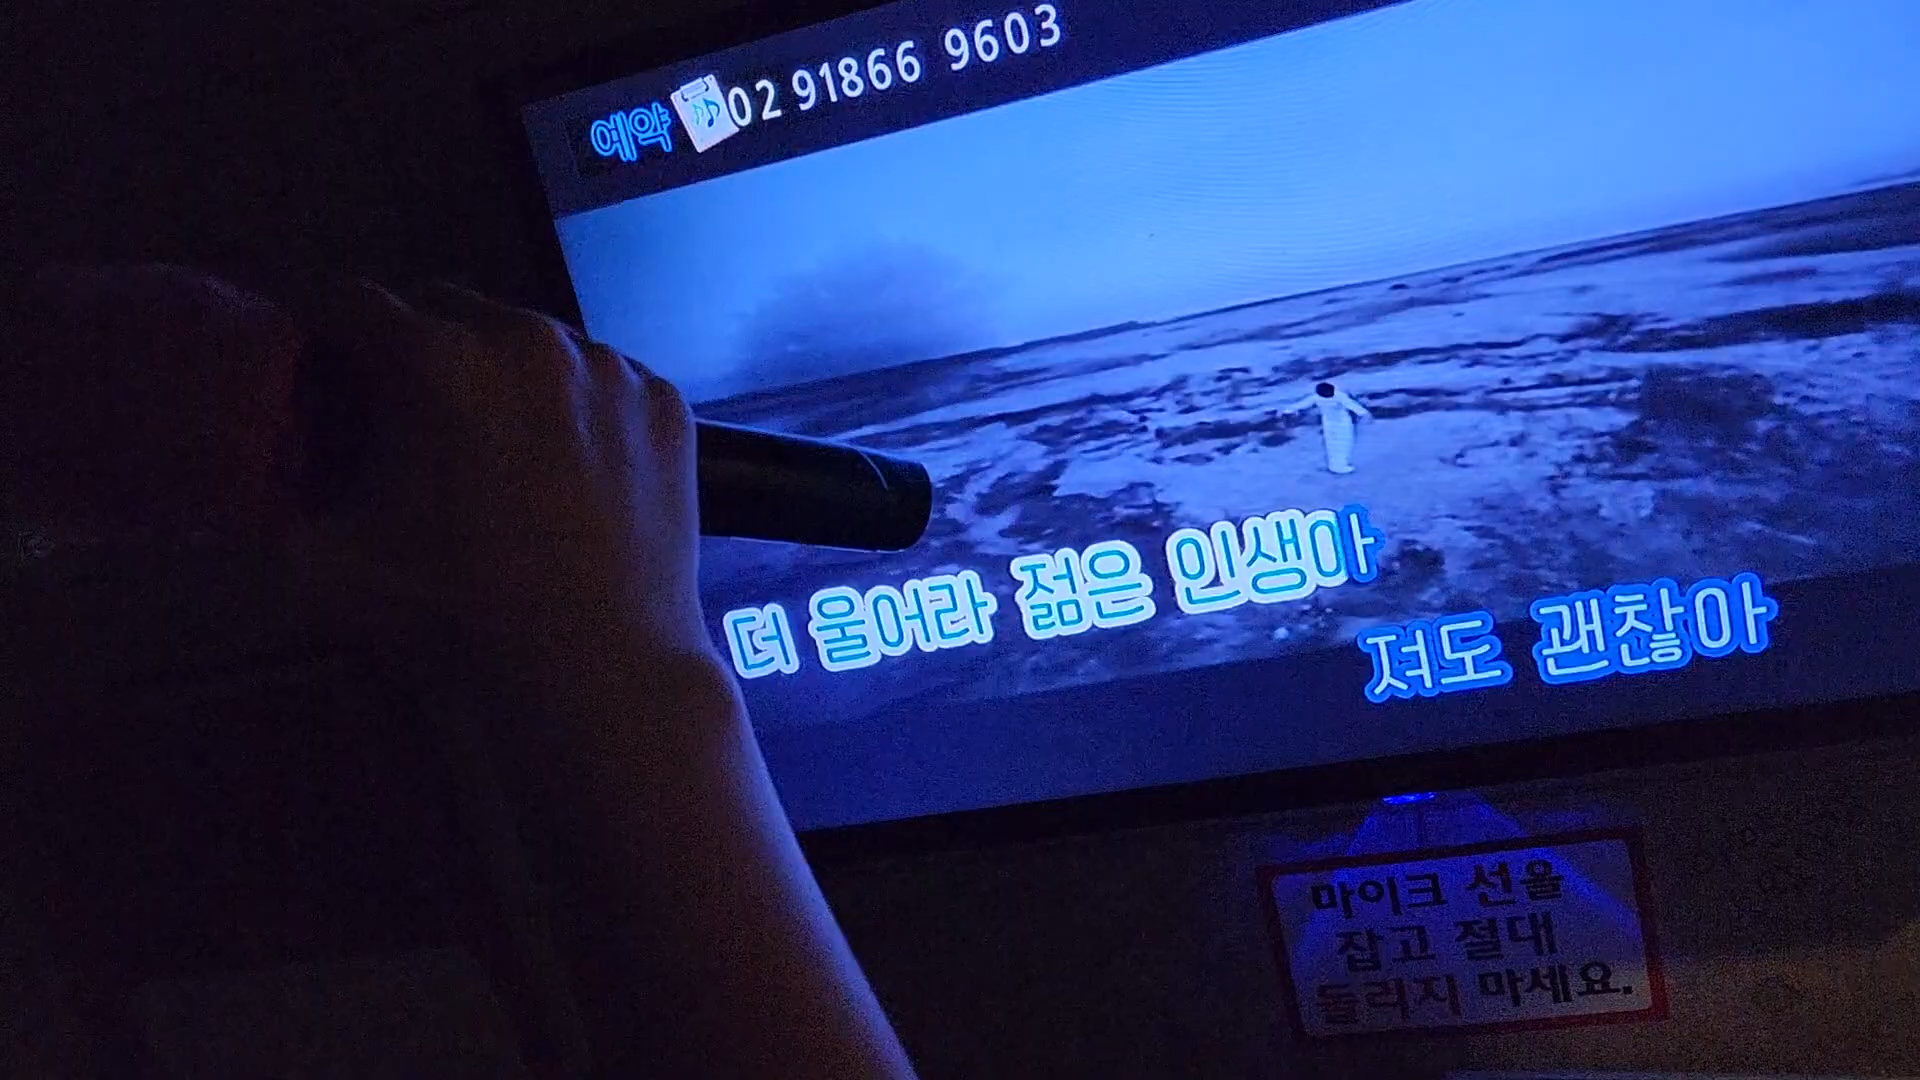 예약 02 91866 9603
더 울어라 젊은 인생아
져도 괜찮아
마이크 선을
잡고 절대
돌리지 마세요.